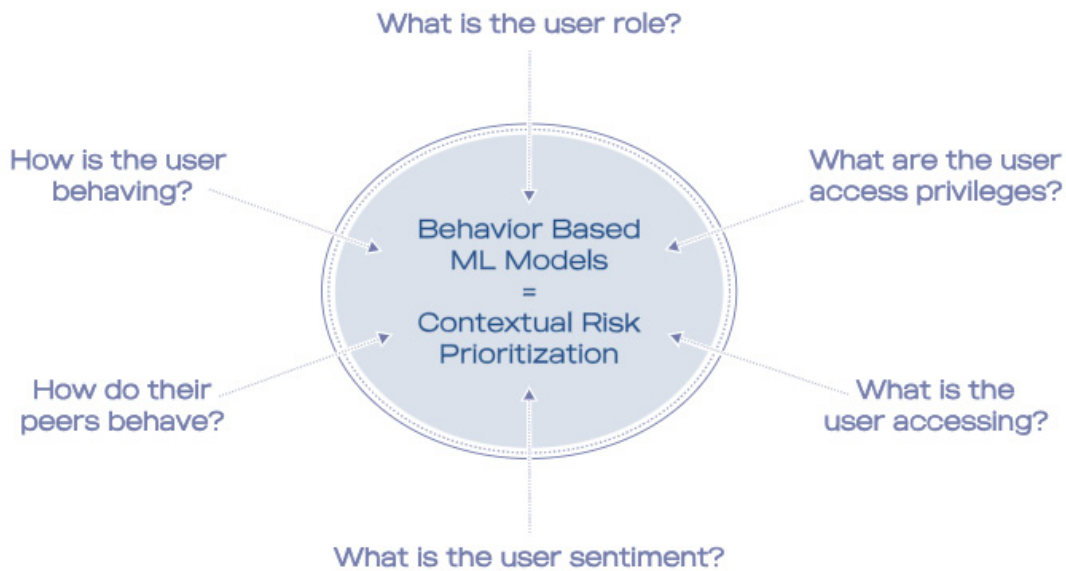 What is the user role?
How is the user
behaving?
What are the user
access privileges?
Behavior Based
ML Models
=
Contextual Risk
Prioritization
How do their
peers behave?
What is the
user accessing?
What is the user sentiment?